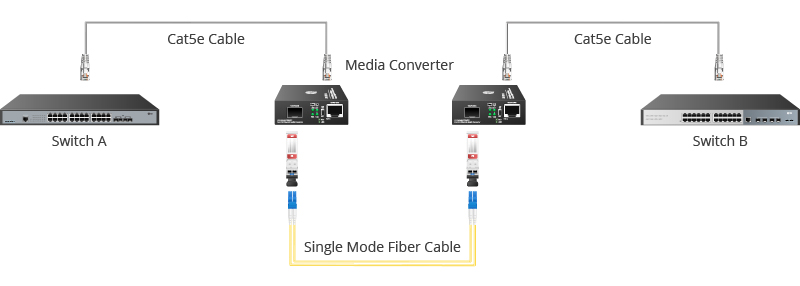 Cat5e Cable
Cat5e Cable
Media Converter
Switch A
Switch B
Single Mode Fiber Cable